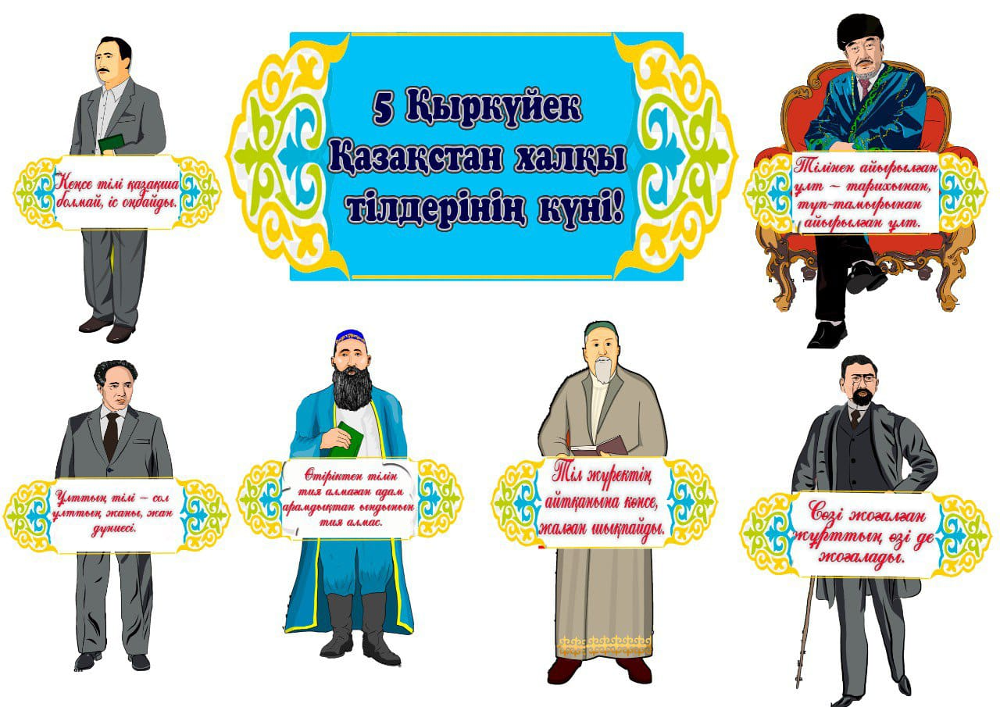 5 Қыркүйек
Қазақстан халқы
тілдерінің күні!
Кеңсе тілі қазақша
болмай, іс оңбайды.
Тілінен айырылған
ұлт – тарихынан,
түп-тамырынан
айырылған ұлт.
Ұлттың тілі – сол
ұлттың жаны, жан
дүниесі.
Өтіріктен тілін
тия алмаған адам
арамдықтан ындынын
тия алмас.
Тіл жүректің
айтқанына көнсе,
жалған шықпайды.
Сөзі жоғалған
жұрттың өзі де
жоғалады.